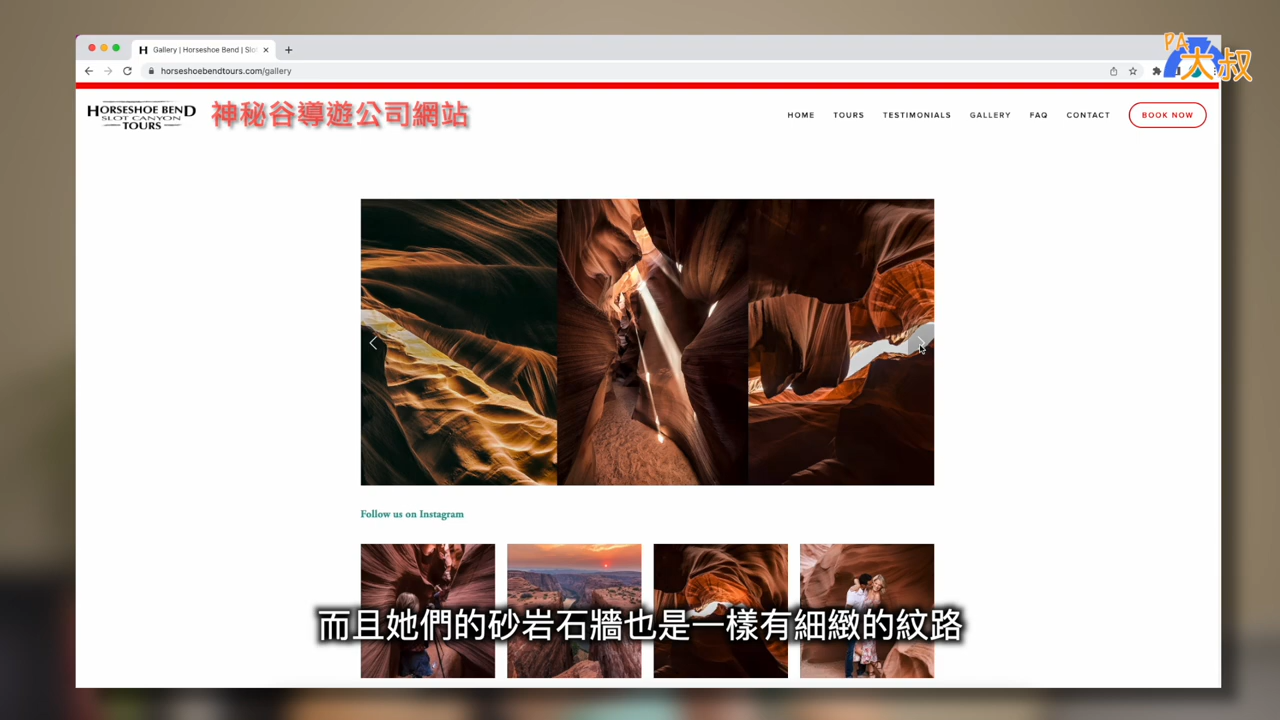 Gallery | Horseshoe Bend | Slo
horseshoebendtours.com/gallery
PA
大叔
HORSESHOE BEND
SLOT CANYON
TOURS
神秘谷導遊公司網站
HOME TOURS TESTIMONIALS GALLERY FAQ CONTACT BOOK NOW
Follow us on Instagram
而且她們的砂岩石牆也是一樣有細緻的紋路